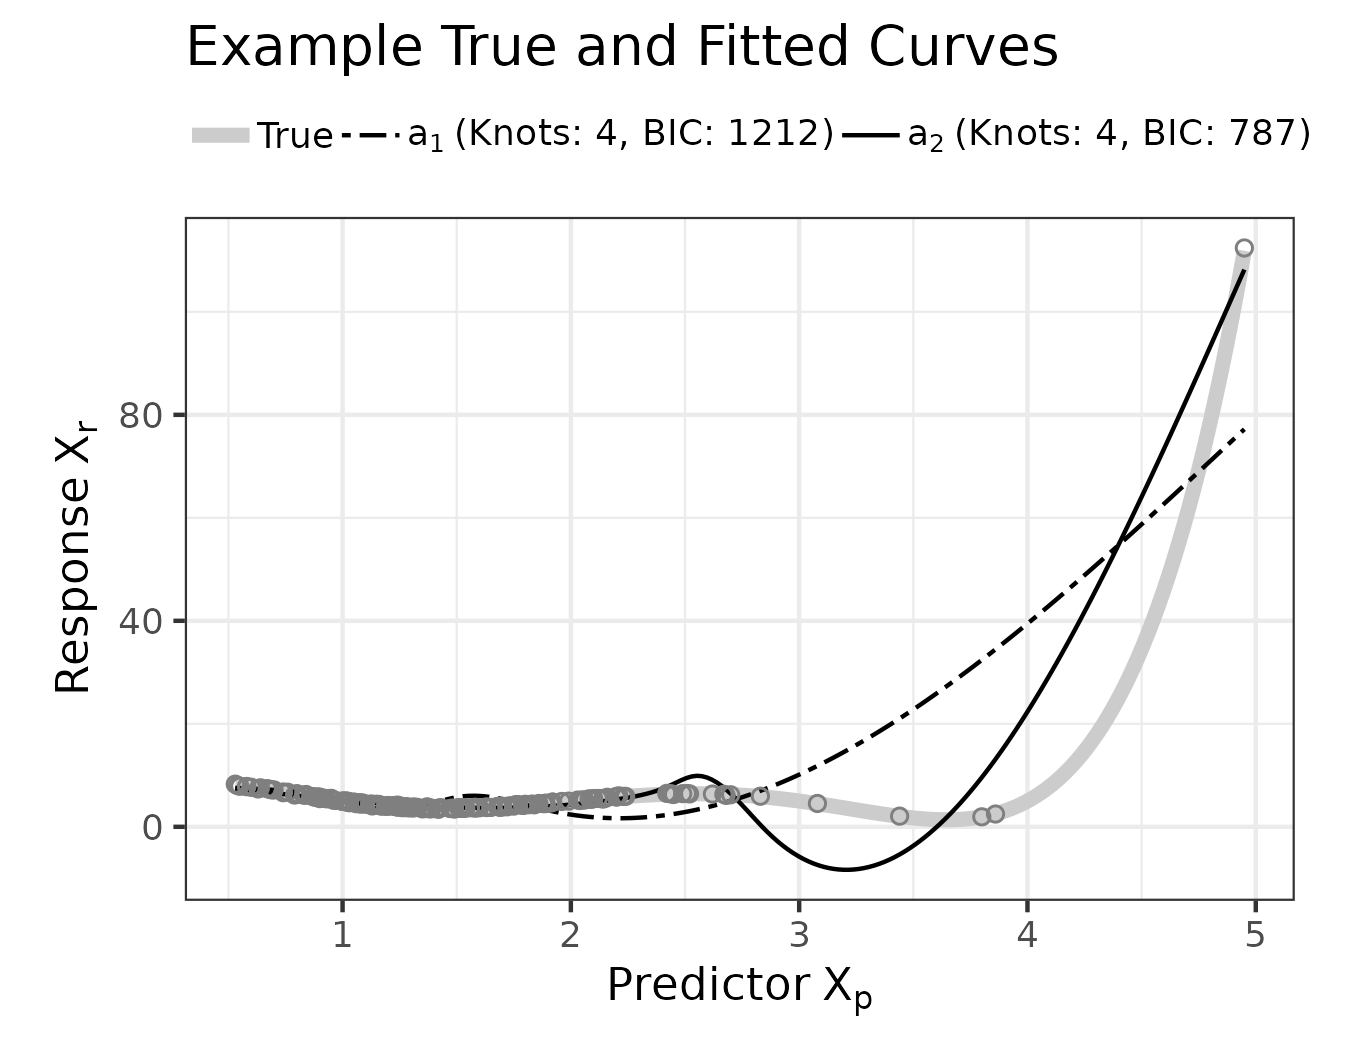 Example True and Fitted Curves
True a₁ (Knots: 4, BIC: 1212) a₂ (Knots: 4, BIC: 787)
80
40
0
Response Xᵣ
1 2 3 4 5
Predictor Xₚ